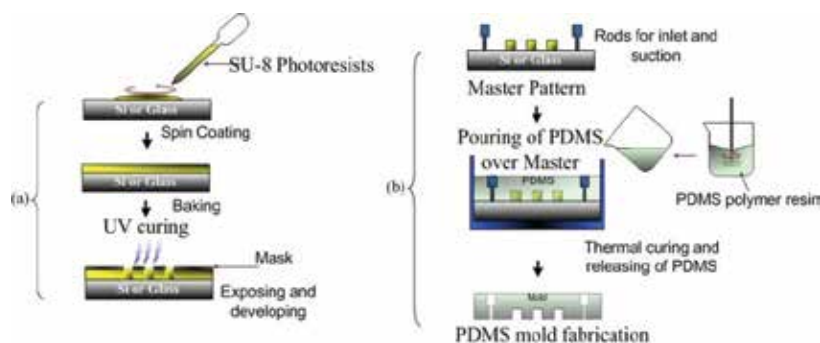 SU-8 Photoresists
Si or Glass
Spin Coating
(a)
Si or Glass
Baking
UV curing
Mask
Si or Glass
Exposing and
developing
Rods for inlet and
suction
Si or Glass
Master Pattern
Pouring of PDMS
over Master
(b)
PDMS
PDMS polymer resin
Thermal curing and
releasing of PDMS
Mold
PDMS mold fabrication